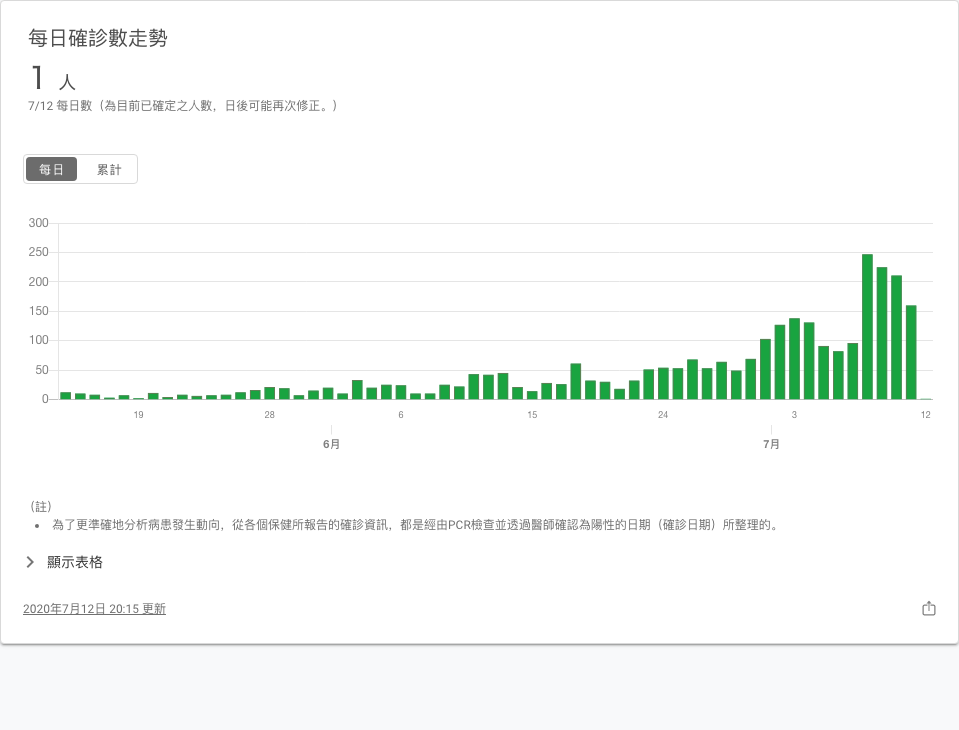 每日確診數走勢
1 人
7/12 每日數（為目前已確定之人數，日後可能再次修正。）
每日 累計
300
250
200
150
100
50
0
19 28 6 15 24 3 12
6月 7月
（註）
• 為了更準確地分析病患發生動向，從各個保健所報告的確診資訊，都是經由PCR檢查並透過醫師確認為陽性的日期（確診日期）所整理的。
顯示表格
2020年7月12日 20:15 更新